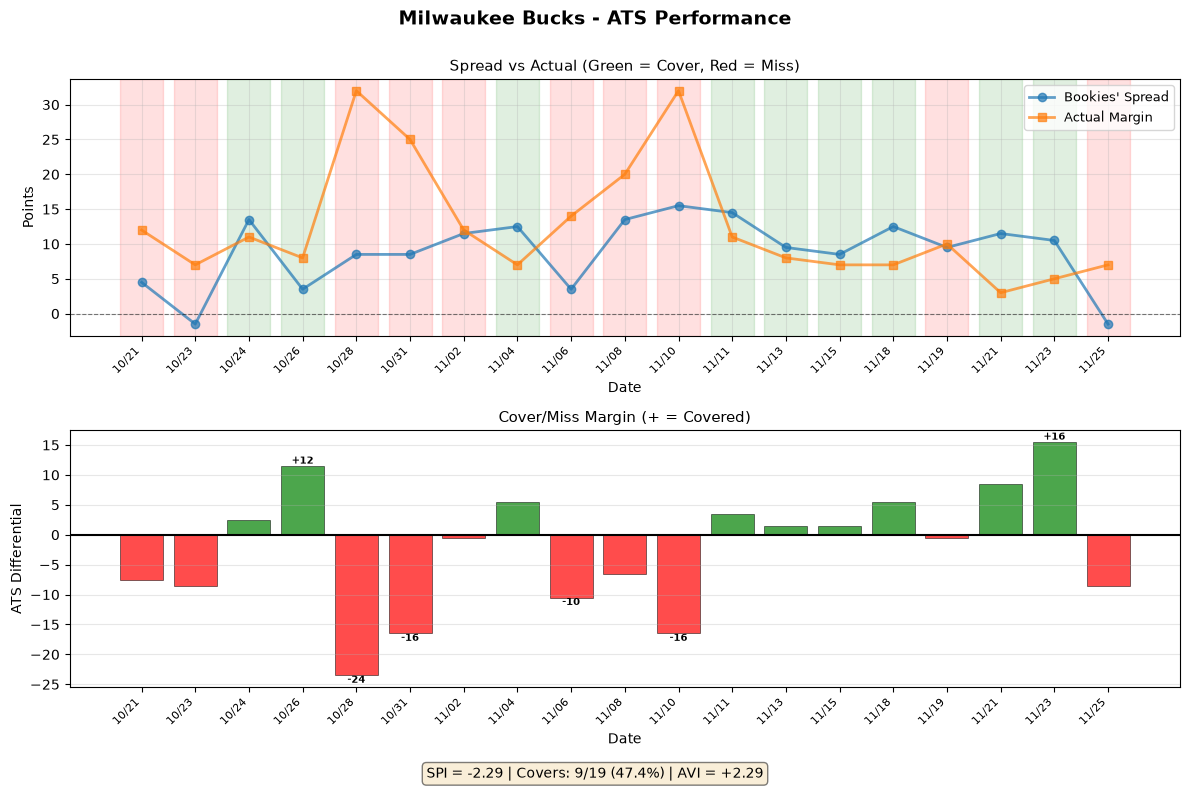 Milwaukee Bucks - ATS Performance
Spread vs Actual (Green = Cover, Red = Miss)
Points
30
25
20
15
10
5
0
Bookies' Spread
Actual Margin
10/21 10/23 10/24 10/26 10/28 10/31 11/02 11/04 11/06 11/08 11/10 11/11 11/13 11/15 11/18 11/19 11/21 11/23 11/25
Date
Cover/Miss Margin (+ = Covered)
ATS Differential
15
10
5
0
−5
−10
−15
−20
−25
+12
-24
-16
-10
-16
+16
10/21 10/23 10/24 10/26 10/28 10/31 11/02 11/04 11/06 11/08 11/10 11/11 11/13 11/15 11/18 11/19 11/21 11/23 11/25
Date
SPI = -2.29 | Covers: 9/19 (47.4%) | AVI = +2.29